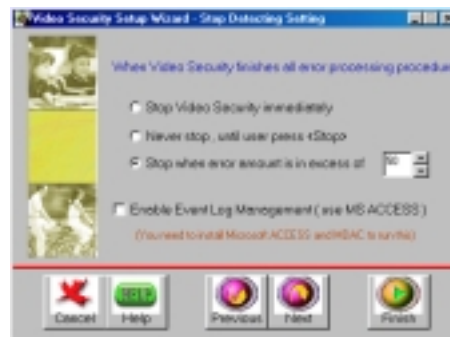 Video Security Setup Wizard - Stop Detecting Setting
When Video Security finishes all error processing procedure
Stop Video Security immediately
Never stop, until user press <Stop>
Stop when error amount is in excess of
Enable Event Log Management ( use MS ACCESS )
(You need to install Microsoft ACCESS and MDAC to run this)
Cancel
HELP
Help
Previous
Next
Finish